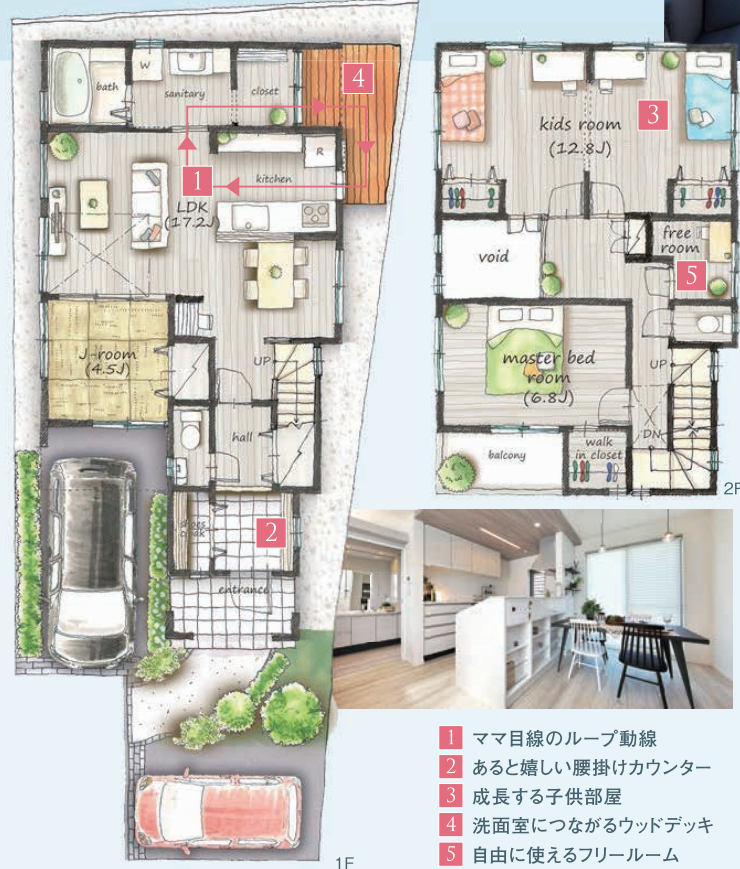 bath
W
sanitary
closet
4
1
kitchen
R
LDK
(17.2J)
J-room
(4.5J)
UP
hall
shoes
cloak
2
entrance
1F
kids room
(12.8J)
3
void
free
room
5
master bed
room
(6.8J)
UP
DN
balcony
walk
in closet
2F
1 ママ目線のループ動線
2 あると嬉しい腰掛けカウンター
3 成長する子供部屋
4 洗面室につながるウッドデッキ
5 自由に使えるフリールーム